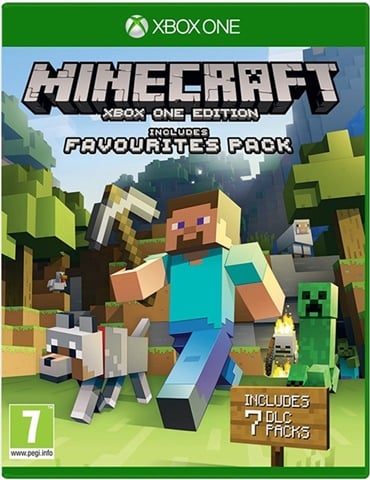 XBOX ONE
MINECRAFT
XBOX ONE EDITION
INCLUDES
FAVOURITES PACK
INCLUDES
7 DLC
PACKS
7
www.pegi.info